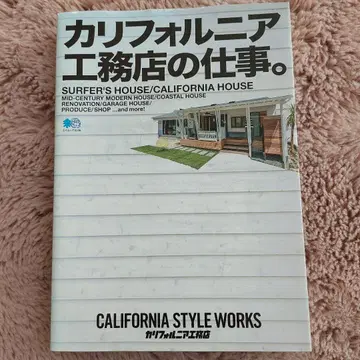 カリフォルニア
工務店の仕事。
SURFER'S HOUSE/CALIFORNIA HOUSE
MID-CENTURY MODERN HOUSE/COASTAL HOUSE
RENOVATION/GARAGE HOUSE/
PRODUCE/SHOP ...and more!
CALIFORNIA STYLE WORKS
カリフォルニア工務店